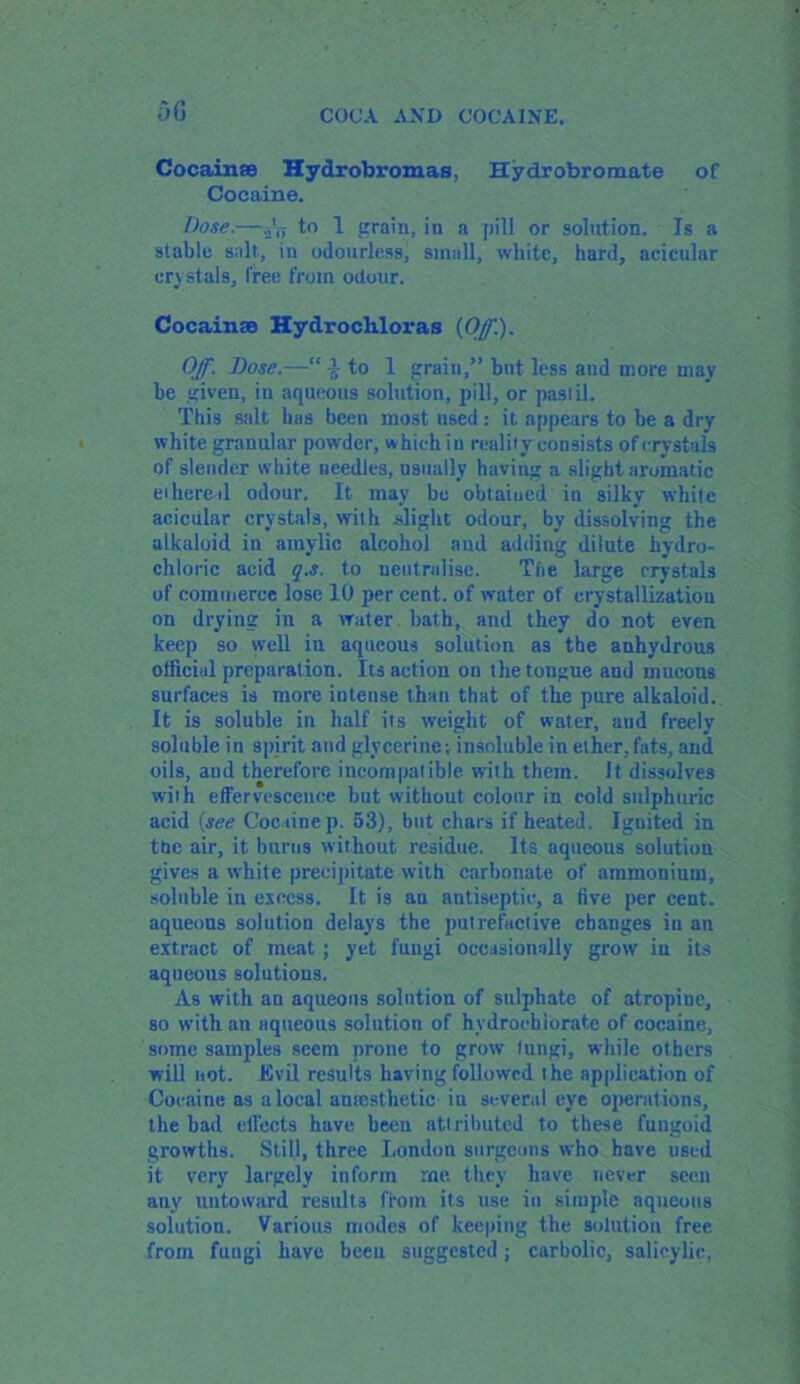 56 COCA AND COCAINE.
Cocainæ Hydrobromas, Hydrobromate of
Cocaine.
Dose.—1/20 to 1 grain, in a pill or solution. Is a
stable salt, in odourless, small, white, hard, acicular
crystals, free from odour.
Cocainæ Hydrochloras (Off.).
Off. Dose.—“ to 1 grain,” but less and more may
be given, in aqueous solution, pill, or pastil.
This salt has been most used : it appears to be a dry
white granular powder, which in reality consists of crystals
of slender white needles, usually having a slight aromatic
ethereal odour. It may be obtained in silky white
acicular crystals, with slight odour, by dissolving the
alkaloid in amylic alcohol and adding dilute hydro-
chloric acid q.s. to neutralise. The large crystals
of commerce lose 10 per cent. of water of crystallization
on drying in a water bath, and they do not even
keep so well in aqueous solution as the anhydrous
official preparation. Its action on the tongue and mucous
surfaces is more intense than that of the pure alkaloid.
It is soluble in half its weight of water, and freely
soluble in spirit and glycerine; insoluble in ether, fats, and
oils, and therefore incompatible with them. It dissolves
with effervescence but without colour in cold sulphuric
acid (see Cocaine p. 53), but chars if heated. Ignited in
the air, it burns without residue. Its aqueous solution
gives a white precipitate with carbonate of ammonium,
soluble in excess. It is an antiseptic, a five per cent.
aqueous solution delays the putrefactive changes in an
extract of meat ; yet fungi occasionally grow in its
aqueous solutions.
As with an aqueous solution of sulphate of atropine,
so with an aqueous solution of hydrochlorate of cocaine,
some samples seem prone to grow fungi, while others
will not. Evil results having followed the application of
Cocaine as a local anæsthetic in several eye operations,
the bad effects have been attributed to these fungoid
growths. Still, three London surgeons who have used
it very largely inform me they have never seen
any untoward results from its use in simple aqueous
solution. Various modes of keeping the solution free
from fungi have been suggested ; carbolic, salicylic,